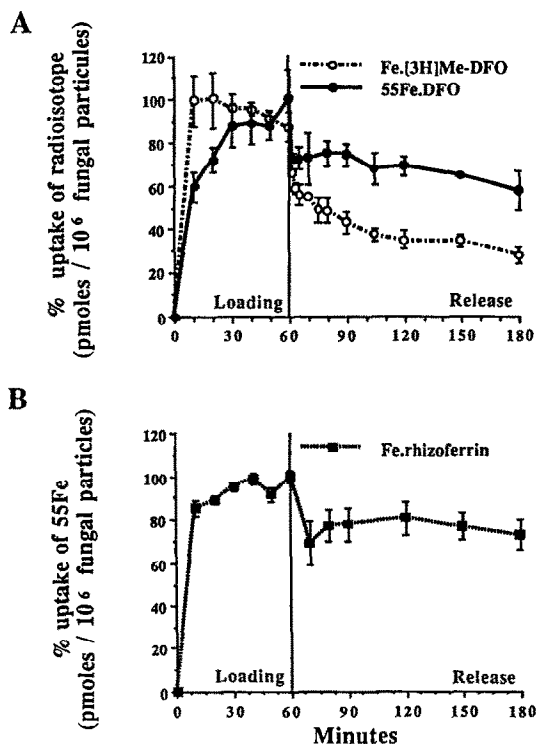 A
% uptake of radioisotope
(pmoles / 10 6 fungal particules)
120
100
80
60
40
20
0
Fe.[3H]Me-DFO
55Fe.DFO
Loading
Release
0 30 60 90 120 150 180
B
% uptake of 55Fe
(pmoles / 10 6 fungal particles)
120
100
80
60
40
20
0
Fe.rhizoferrin
Loading
Release
0 30 60 90 120 150 180
Minutes